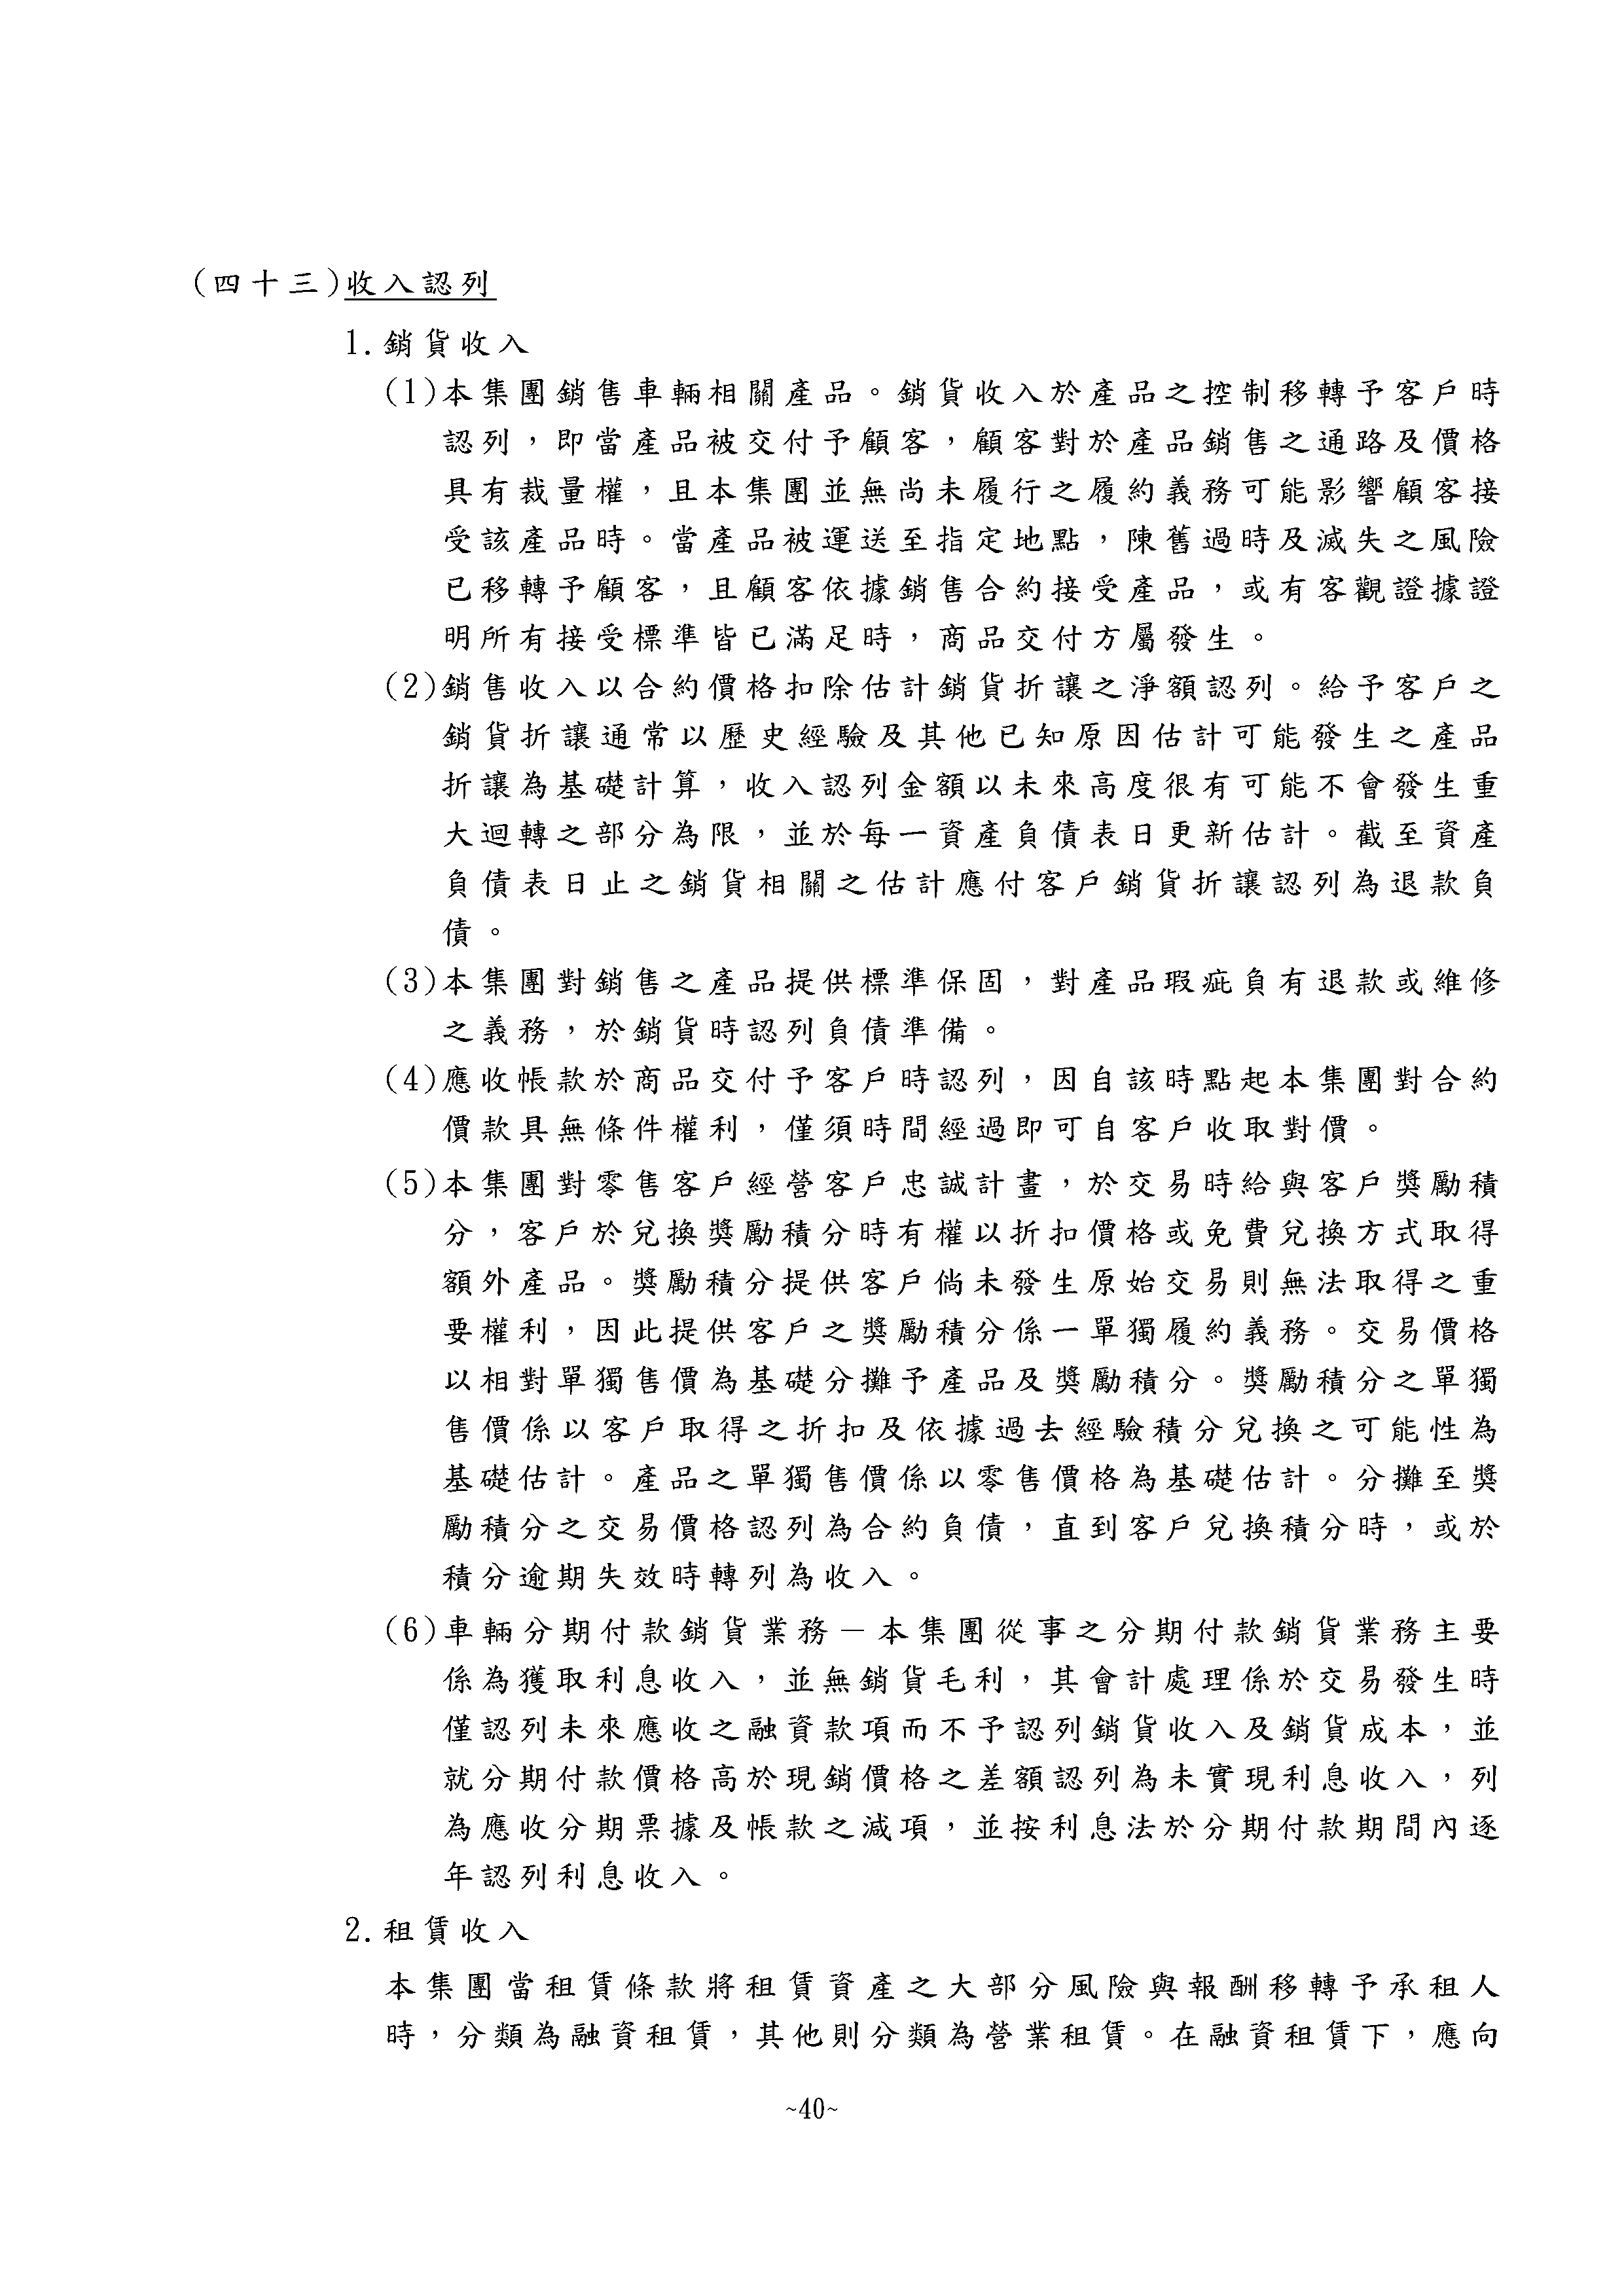 (四十三)收入認列
1.銷貨收入
(1)本集團銷售車輛相關產品。銷貨收入於產品之控制移轉予客戶時
認列，即當產品被交付予顧客，顧客對於產品銷售之通路及價格
具有裁量權，且本集團並無尚未履行之履約義務可能影響顧客接
受該產品時。當產品被運送至指定地點，陳舊過時及滅失之風險
已移轉予顧客，且顧客依據銷售合約接受產品，或有客觀證據證
明所有接受標準皆已滿足時，商品交付方屬發生。
(2)銷售收入以合約價格扣除估計銷貨折讓之淨額認列。給予客戶之
銷貨折讓通常以歷史經驗及其他已知原因估計可能發生之產品
折讓為基礎計算，收入認列金額以未來高度很有可能不會發生重
大迴轉之部分為限，並於每一資產負債表日更新估計。截至資產
負債表日止之銷貨相關之估計應付客戶銷貨折讓認列為退款負
債。
(3)本集團對銷售之產品提供標準保固，對產品瑕疵負有退款或維修
之義務，於銷貨時認列負債準備。
(4)應收帳款於商品交付予客戶時認列，因自該時點起本集團對合約
價款具無條件權利，僅須時間經過即可自客戶收取對價。
(5)本集團對零售客戶經營客戶忠誠計畫，於交易時給與客戶獎勵積
分，客戶於兌換獎勵積分時有權以折扣價格或免費兌換方式取得
額外產品。獎勵積分提供客戶倘未發生原始交易則無法取得之重
要權利，因此提供客戶之獎勵積分係一單獨履約義務。交易價格
以相對單獨售價為基礎分攤予產品及獎勵積分。獎勵積分之單獨
售價係以客戶取得之折扣及依據過去經驗積分兌換之可能性為
基礎估計。產品之單獨售價係以零售價格為基礎估計。分攤至獎
勵積分之交易價格認列為合約負債，直到客戶兌換積分時，或於
積分逾期失效時轉列為收入。
(6)車輛分期付款銷貨業務－本集團從事之分期付款銷貨業務主要
係為獲取利息收入，並無銷貨毛利，其會計處理係於交易發生時
僅認列未來應收之融資款項而不予認列銷貨收入及銷貨成本，並
就分期付款價格高於現銷價格之差額認列為未實現利息收入，列
為應收分期票據及帳款之減項，並按利息法於分期付款期間內逐
年認列利息收入。
2.租賃收入
本集團當租賃條款將租賃資產之大部分風險與報酬移轉予承租人
時，分類為融資租賃，其他則分類為營業租賃。在融資租賃下，應向
~40~